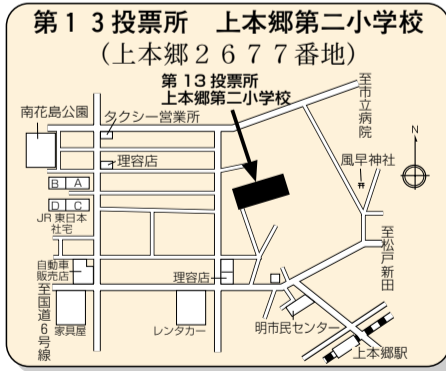 第１３投票所　上本郷第二小学校
（上本郷２６７７番地）
第 13 投票所
上本郷第二小学校
至市立病院
南花島公園
タクシー営業所
N
理容店
風早神社
B A
D C
JR 東日本
社宅
至松戸新田
自動車
販売店
理容店
至国道６号線
家具屋
レンタカー
明市民センター
上本郷駅